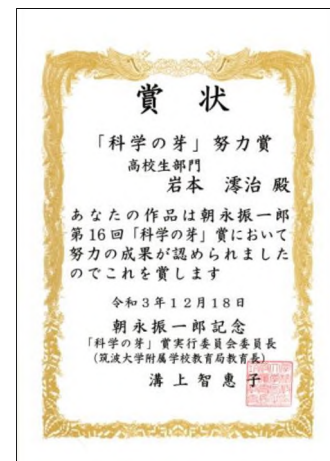 賞状
「科学の芽」努力賞
高校生部門
岩本 澪治 殿
あなたの作品は朝永振一郎
第16回「科学の芽」賞において
努力の成果が認められました
のでこれを賞します
令和3年12月18日
朝永振一郎記念
「科学の芽」賞実行委員会委員長
(筑波大学附属学校教育局教育長)
溝上智惠子